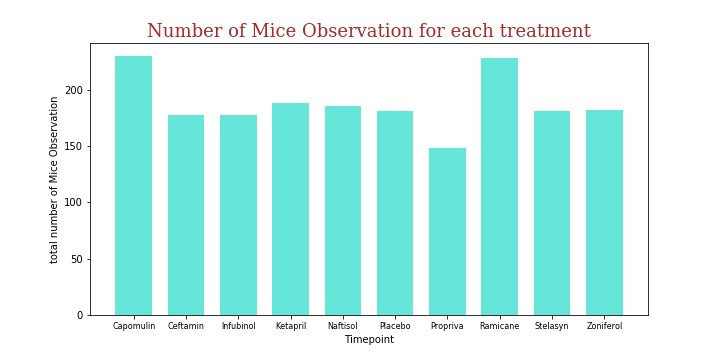 Number of Mice Observation for each treatment
total number of Mice Observation
200
150
100
50
0
Capomulin Ceftamin Infubinol Ketapril Naftisol Placebo Propriva Ramicane Stelasyn Zoniferol
Timepoint